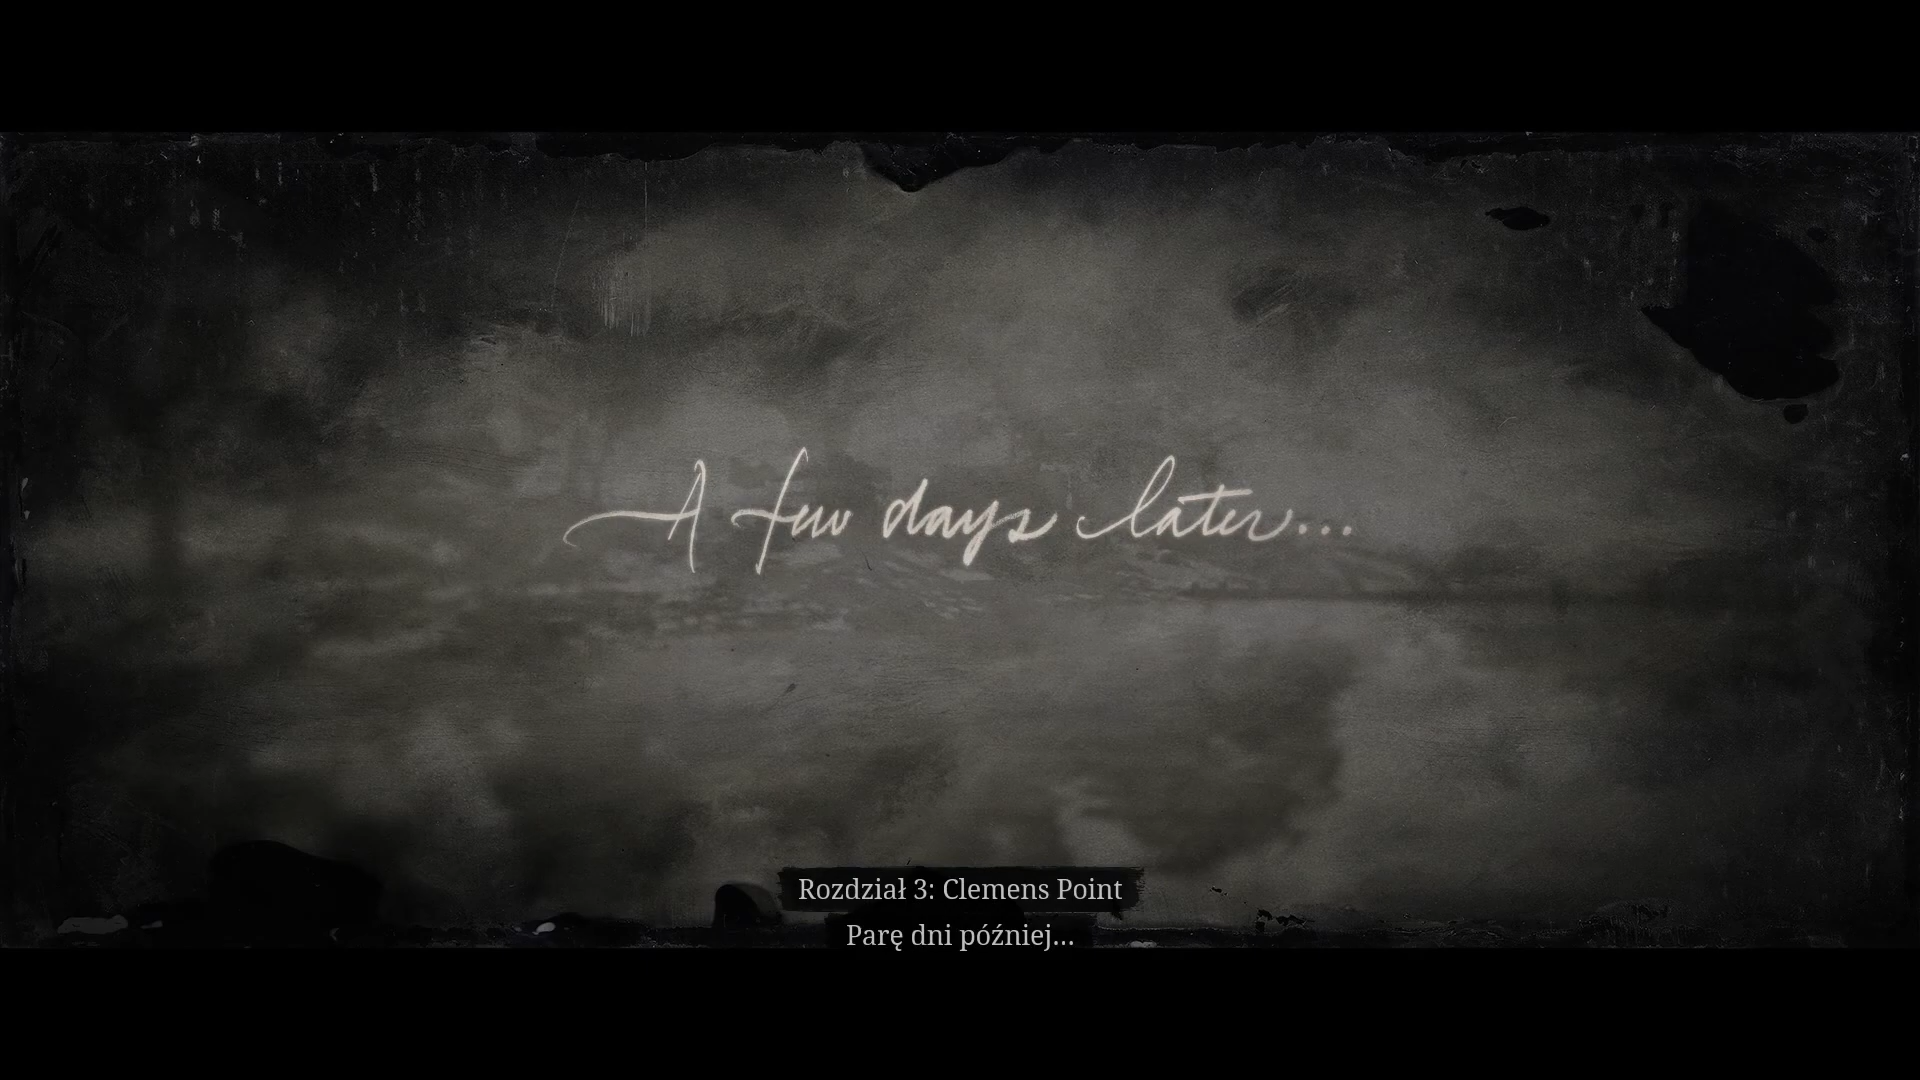 A few days later...
Rozdział 3: Clemens Point
Parę dni później...